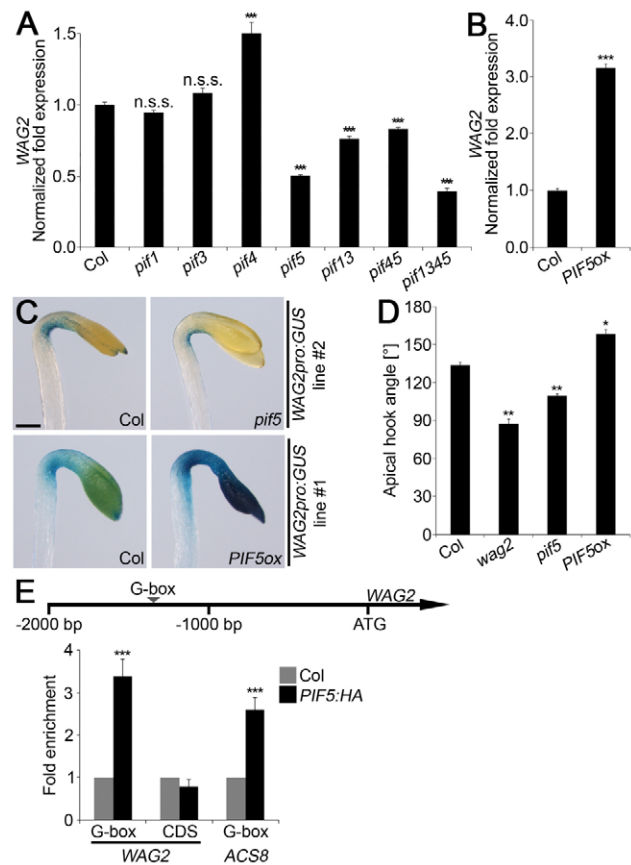 A
WAG2
Normalized fold expression
1.5
1.0
0.5
0.0
n.s.s.
n.s.s.
***
***
***
***
***
Col
pif1
pif3
pif4
pif5
pif13
pif45
pif1345
B
WAG2
Normalized fold expression
4.0
3.0
2.0
1.0
0.0
***
Col
PIF5ox
C
Col
pif5
WAG2pro:GUS
line #2
Col
PIF5ox
WAG2pro:GUS
line #1
D
Apical hook angle [°]
180
150
120
90
60
30
0
**
**
*
Col
wag2
pif5
PIF5ox
E
G-box
WAG2
-2000 bp
-1000 bp
ATG
Fold enrichment
4
3
2
1
0
***
***
Col
PIF5:HA
G-box
CDS
G-box
WAG2
ACS8